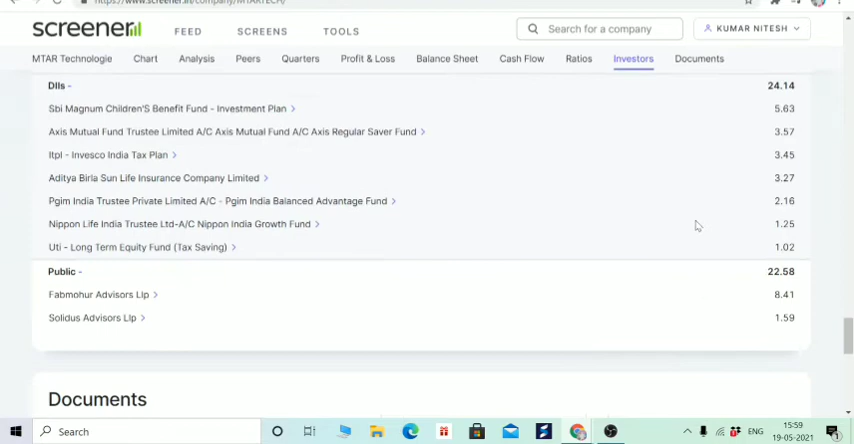 https://www.screener.in/company/MTARTECH/
screener
FEED SCREENS TOOLS
Search for a company
KUMAR NITESH
MTAR Technologie Chart Analysis Peers Quarters Profit & Loss Balance Sheet Cash Flow Ratios Investors Documents
DIIs - 24.14
Sbi Magnum Children'S Benefit Fund - Investment Plan 5.63
Axis Mutual Fund Trustee Limited A/C Axis Mutual Fund A/C Axis Regular Saver Fund 3.57
Itpl - Invesco India Tax Plan 3.45
Aditya Birla Sun Life Insurance Company Limited 3.27
Pgim India Trustee Private Limited A/C - Pgim India Balanced Advantage Fund 2.16
Nippon Life India Trustee Ltd-A/C Nippon India Growth Fund 1.25
Uti - Long Term Equity Fund (Tax Saving) 1.02
Public - 22.58
Fabmohur Advisors Llp 8.41
Solidus Advisors Llp 1.59
Documents
Search
ENG
15:59
19-05-2021